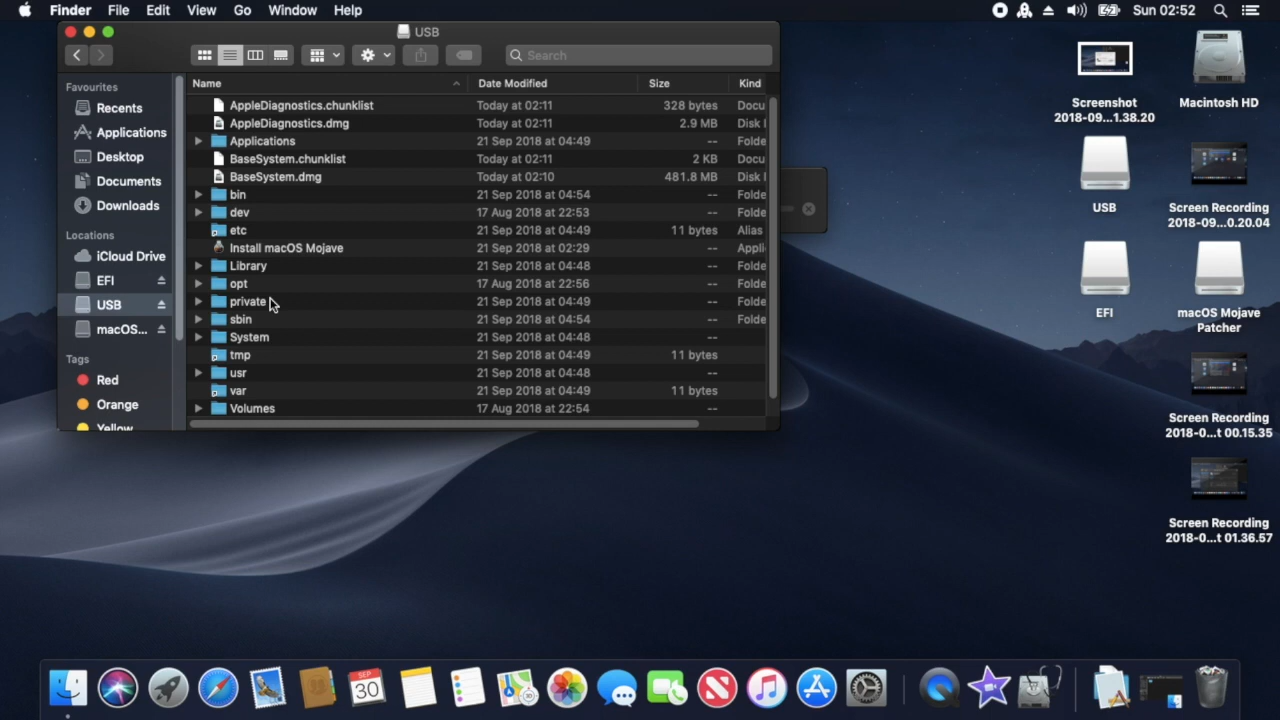 Finder File Edit View Go Window Help Sun 02:52
USB
Search
Favourites
Recents
Applications
Desktop
Documents
Downloads
Locations
iCloud Drive
EFI
USB
macOS...
Tags
Red
Orange
Yellow
Name Date Modified Size Kind
AppleDiagnostics.chunklist Today at 02:11 328 bytes Docu
AppleDiagnostics.dmg Today at 02:11 2.9 MB Disk I
Applications 21 Sep 2018 at 04:49 -- Folde
BaseSystem.chunklist Today at 02:11 2 KB Docu
BaseSystem.dmg Today at 02:10 481.8 MB Disk I
bin 21 Sep 2018 at 04:54 -- Folde
dev 17 Aug 2018 at 22:53 -- Folde
etc 21 Sep 2018 at 04:49 11 bytes Alias
Install macOS Mojave 21 Sep 2018 at 02:29 -- Appli
Library 21 Sep 2018 at 04:48 -- Folde
opt 17 Aug 2018 at 22:56 -- Folde
private 21 Sep 2018 at 04:49 -- Folde
sbin 21 Sep 2018 at 04:54 -- Folde
System 21 Sep 2018 at 04:48 --
tmp 21 Sep 2018 at 04:49 11 bytes
usr 21 Sep 2018 at 04:48 --
var 21 Sep 2018 at 04:49 11 bytes
Volumes 17 Aug 2018 at 22:54 --
Screenshot
2018-09...1.38.20
Macintosh HD
USB
Screen Recording
2018-09...0.20.04
EFI
macOS Mojave
Patcher
Screen Recording
2018-0...t 00.15.35
Screen Recording
2018-0...t 01.36.57
SEP
30